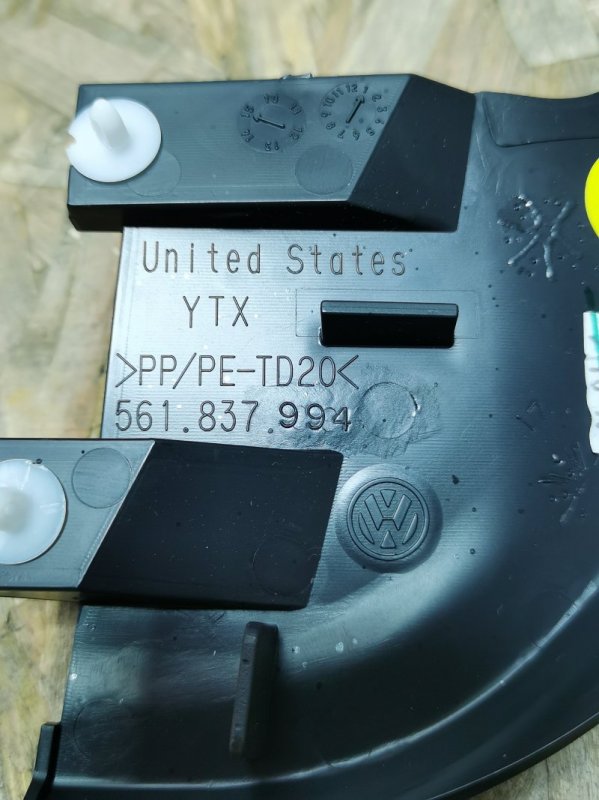 United States
YTX
>PP/PE-TD20<
561.837.994